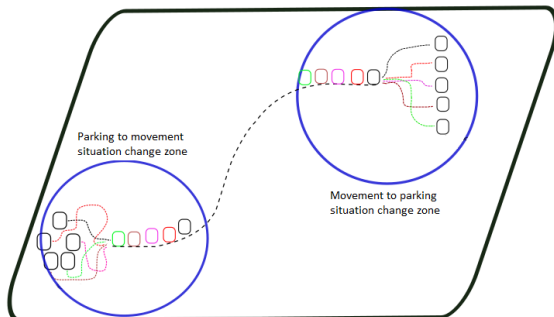 Parking to movement
situation change zone
Movement to parking
situation change zone